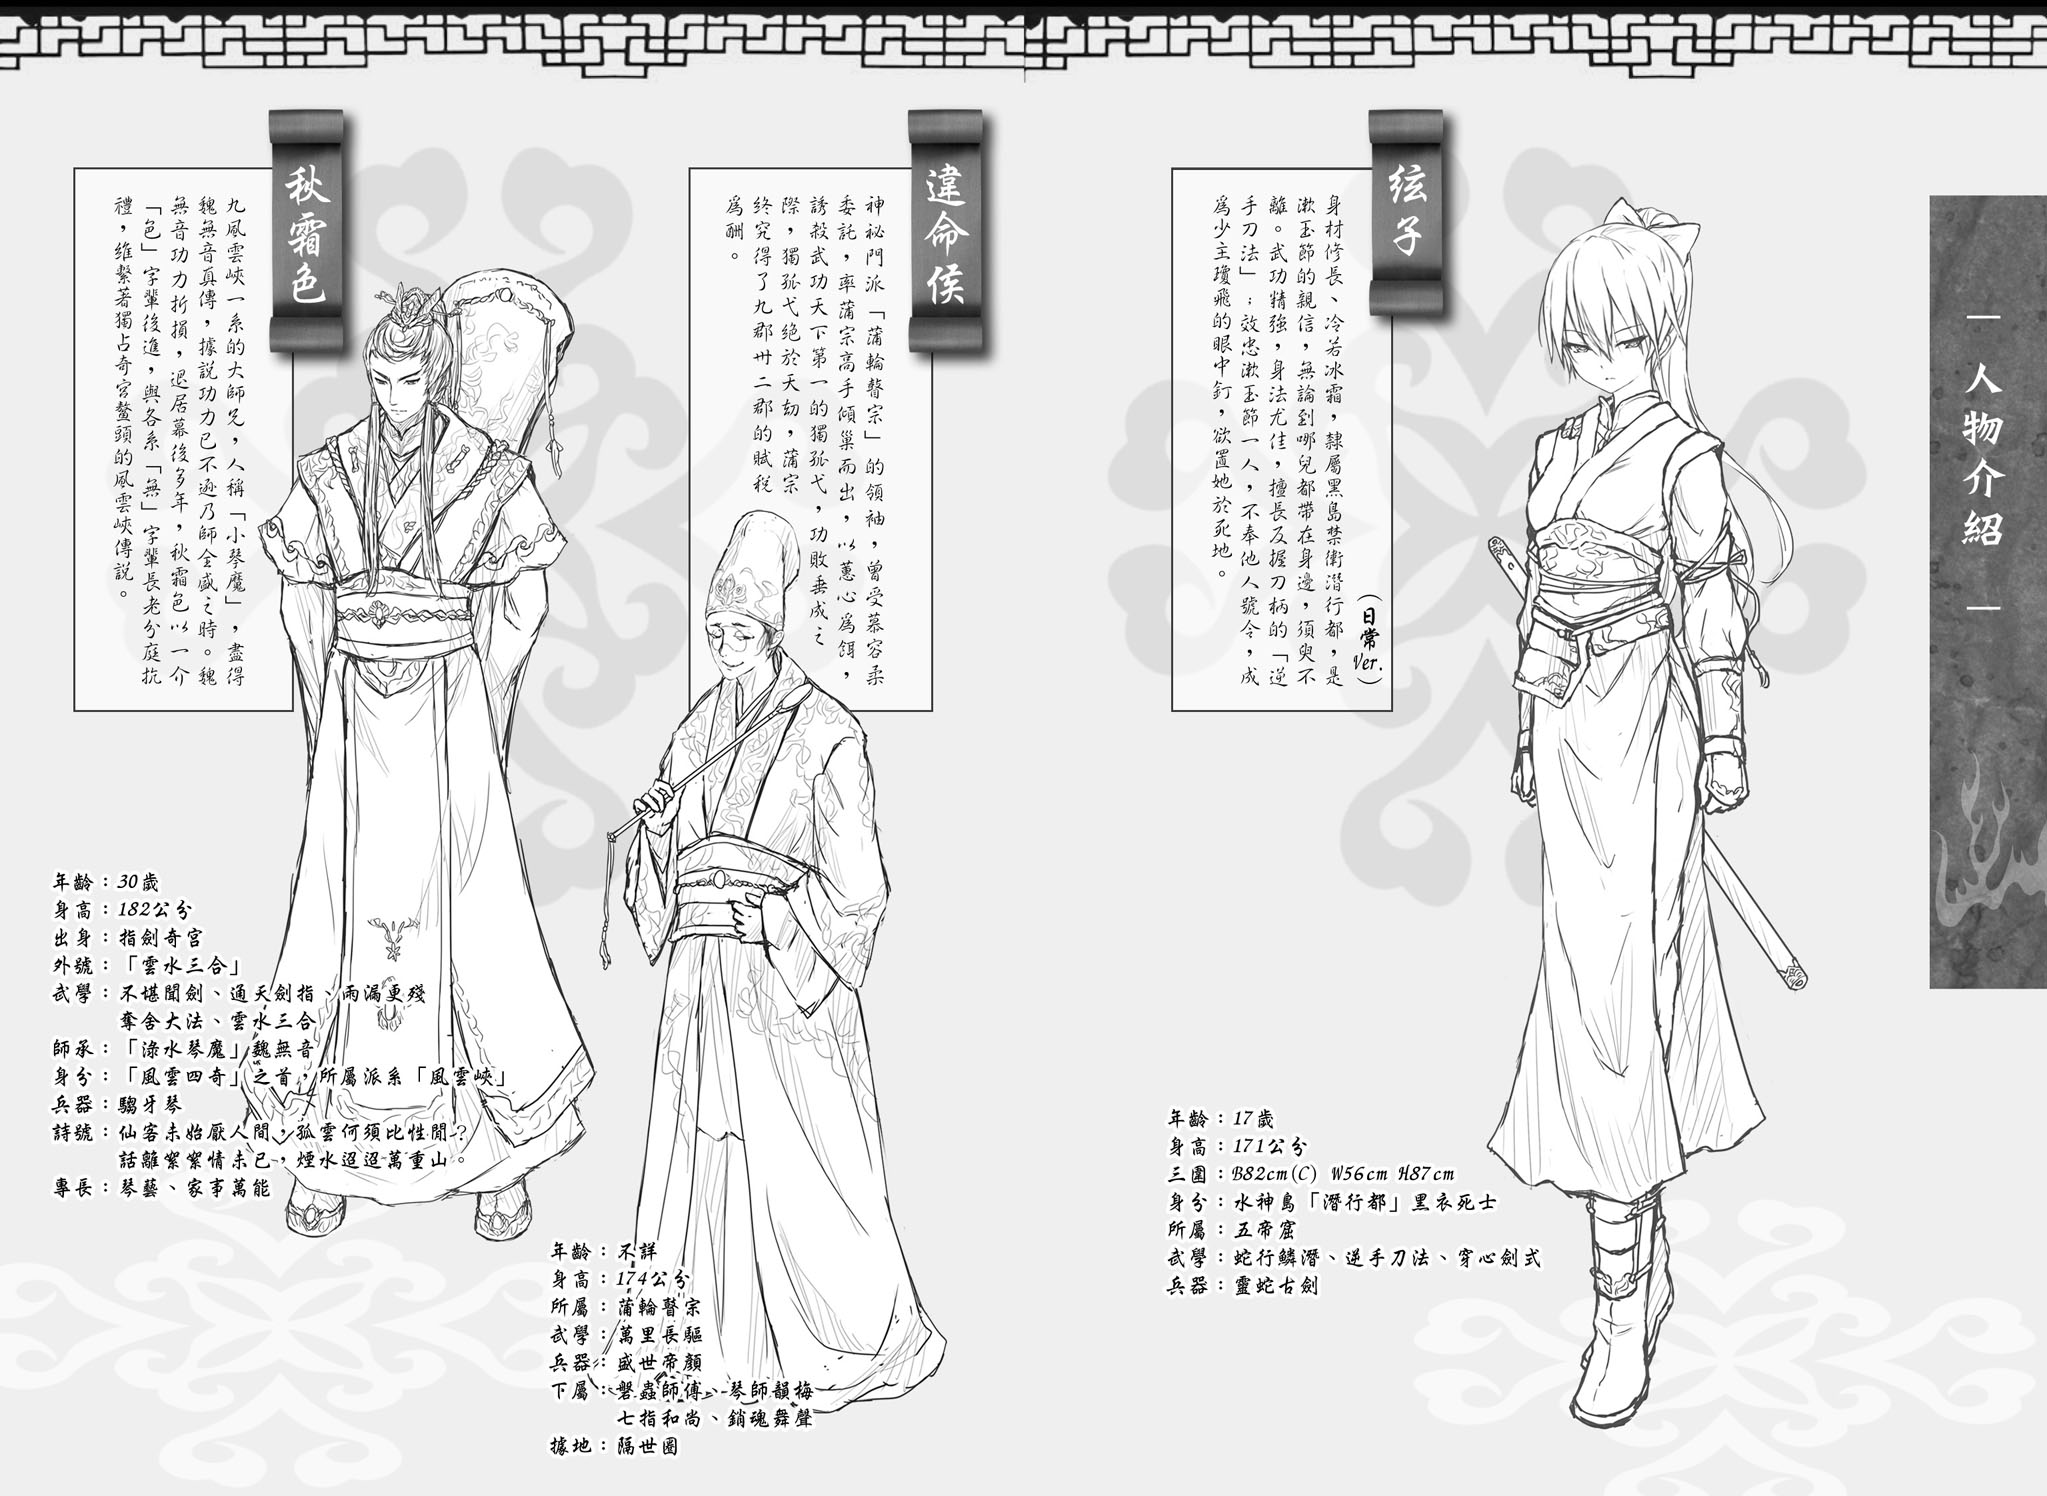 —人物介紹—
絃子
(日常Ver.)
身材修長、冷若冰霜，隸屬黑島禁衛潛行都，是
漱玉節的親信，無論到哪兒都帶在身邊，須臾不
離。武功精強，身法尤佳，擅長反握刀柄的「逆
手刀法」；效忠漱玉節一人，不奉他人號令，成
為少主瓊飛的眼中釘，欲置她於死地。
年齡：17歲
身高：171公分
三圍：B82cm(C) W56cm H87cm
身分：水神島「潛行都」黑衣死士
所屬：五帝窟
武學：蛇行鱗潛、逆手刀法、穿心劍式
兵器：靈蛇古劍
違命侯
神祕門派「蒲輪瞽宗」的領袖，曾受慕容柔
委託，率蒲宗高手傾巢而出，以蕙心為餌，
誘殺武功天下第一的獨孤弋，功敗垂成之
際，獨孤弋絕於天劫，蒲宗
終究得了九郡卅二郡的賦稅
為酬。
年齡：不詳
身高：174公分
所屬：蒲輪瞽宗
武學：萬里長驅
兵器：盛世帝顏
下屬：磐蟲師傅、琴師韻梅
七指和尚、銷魂舞聲
據地：隔世圈
秋霜色
九風雲峽一系的大師兄，人稱「小琴魔」，盡得
魏無音真傳，據說功力已不遜乃師全盛之時。魏
無音功力折損，退居幕後多年，秋霜色以一介
「色」字輩後進，與各系「無」字輩長老分庭抗
禮，維繫著獨占奇宮鰲頭的風雲峽傳說。
年齡：30歲
身高：182公分
出身：指劍奇宮
外號：「雲水三合」
武學：不堪聞劍、通天劍指、雨漏更殘
奪舍大法、雲水三合
師承：「淥水琴魔」魏無音
身分：「風雲四奇」之首，所屬派系「風雲峽」
兵器：騶牙琴
詩號：仙客未始厭人間，孤雲何須比性閒？
話離案案情未已，煙水迢迢萬重山。
專長：琴藝、家事萬能